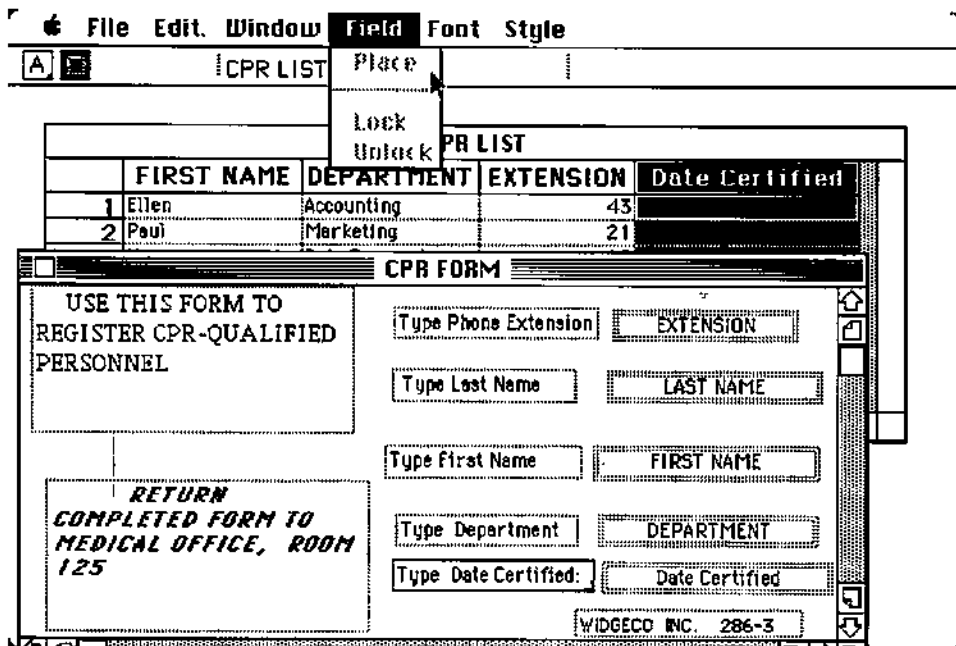 File Edit. Window Field Font Style
A CPR LIST
Place
Lock
Unlock
PR LIST
FIRST NAME DEPARTMENT EXTENSION Date Certified
1 Ellen Accounting 43
2 Paul Marketing 21
CPR FORM
USE THIS FORM TO
REGISTER CPR-QUALIFIED
PERSONNEL
Type Phone Extension EXTENSION
Type Last Name LAST NAME
Type First Name FIRST NAME
RETURN
COMPLETED FORM TO
MEDICAL OFFICE, ROOM
125
Type Department DEPARTMENT
Type Date Certified: Date Certified
WIDGECO INC. 286-3